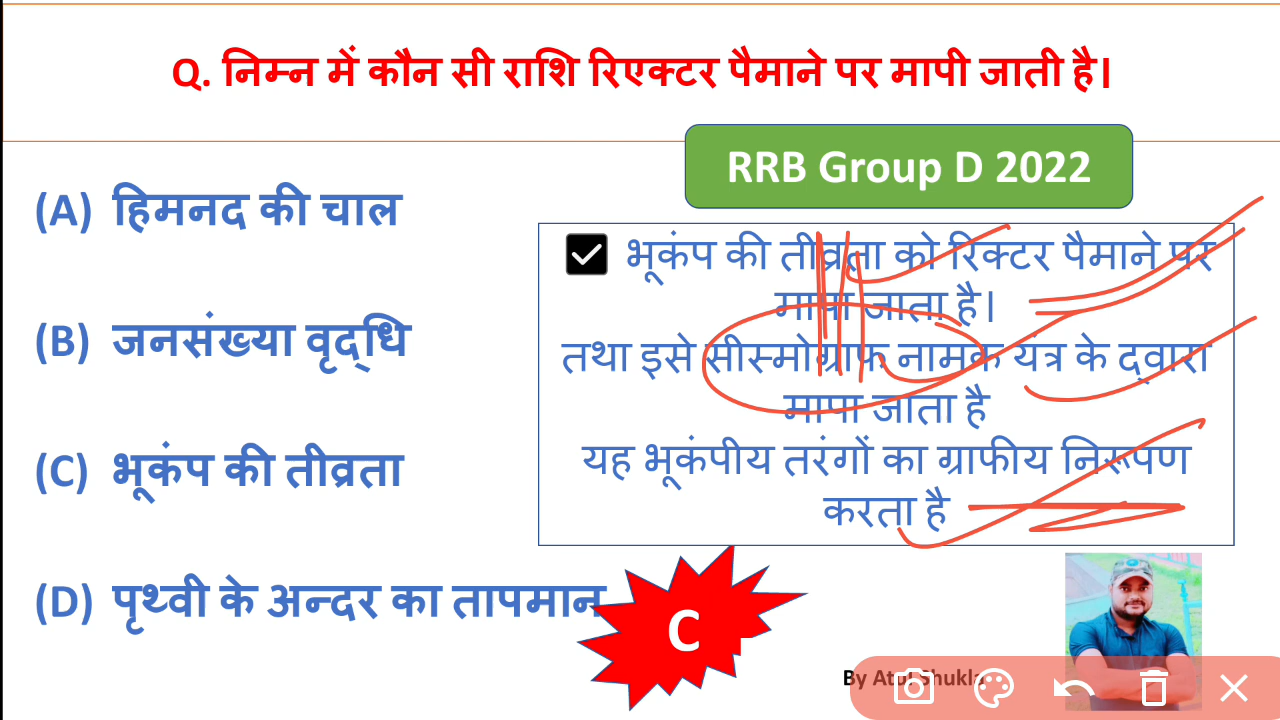 Q. निम्न में कौन सी राशि रिएक्टर पैमाने पर मापी जाती है।
RRB Group D 2022
(A) हिमनद की चाल
(B) जनसंख्या वृद्धि
(C) भूकंप की तीव्रता
(D) पृथ्वी के अन्दर का तापमान
भूकंप की तीव्रता को रिक्टर पैमाने पर
मापा जाता है।
तथा इसे सीस्मोग्राफ नामक यंत्र के द्वारा
मापा जाता है
यह भूकंपीय तरंगों का ग्राफीय निरूपण
करता है
C
By Atul Shukla